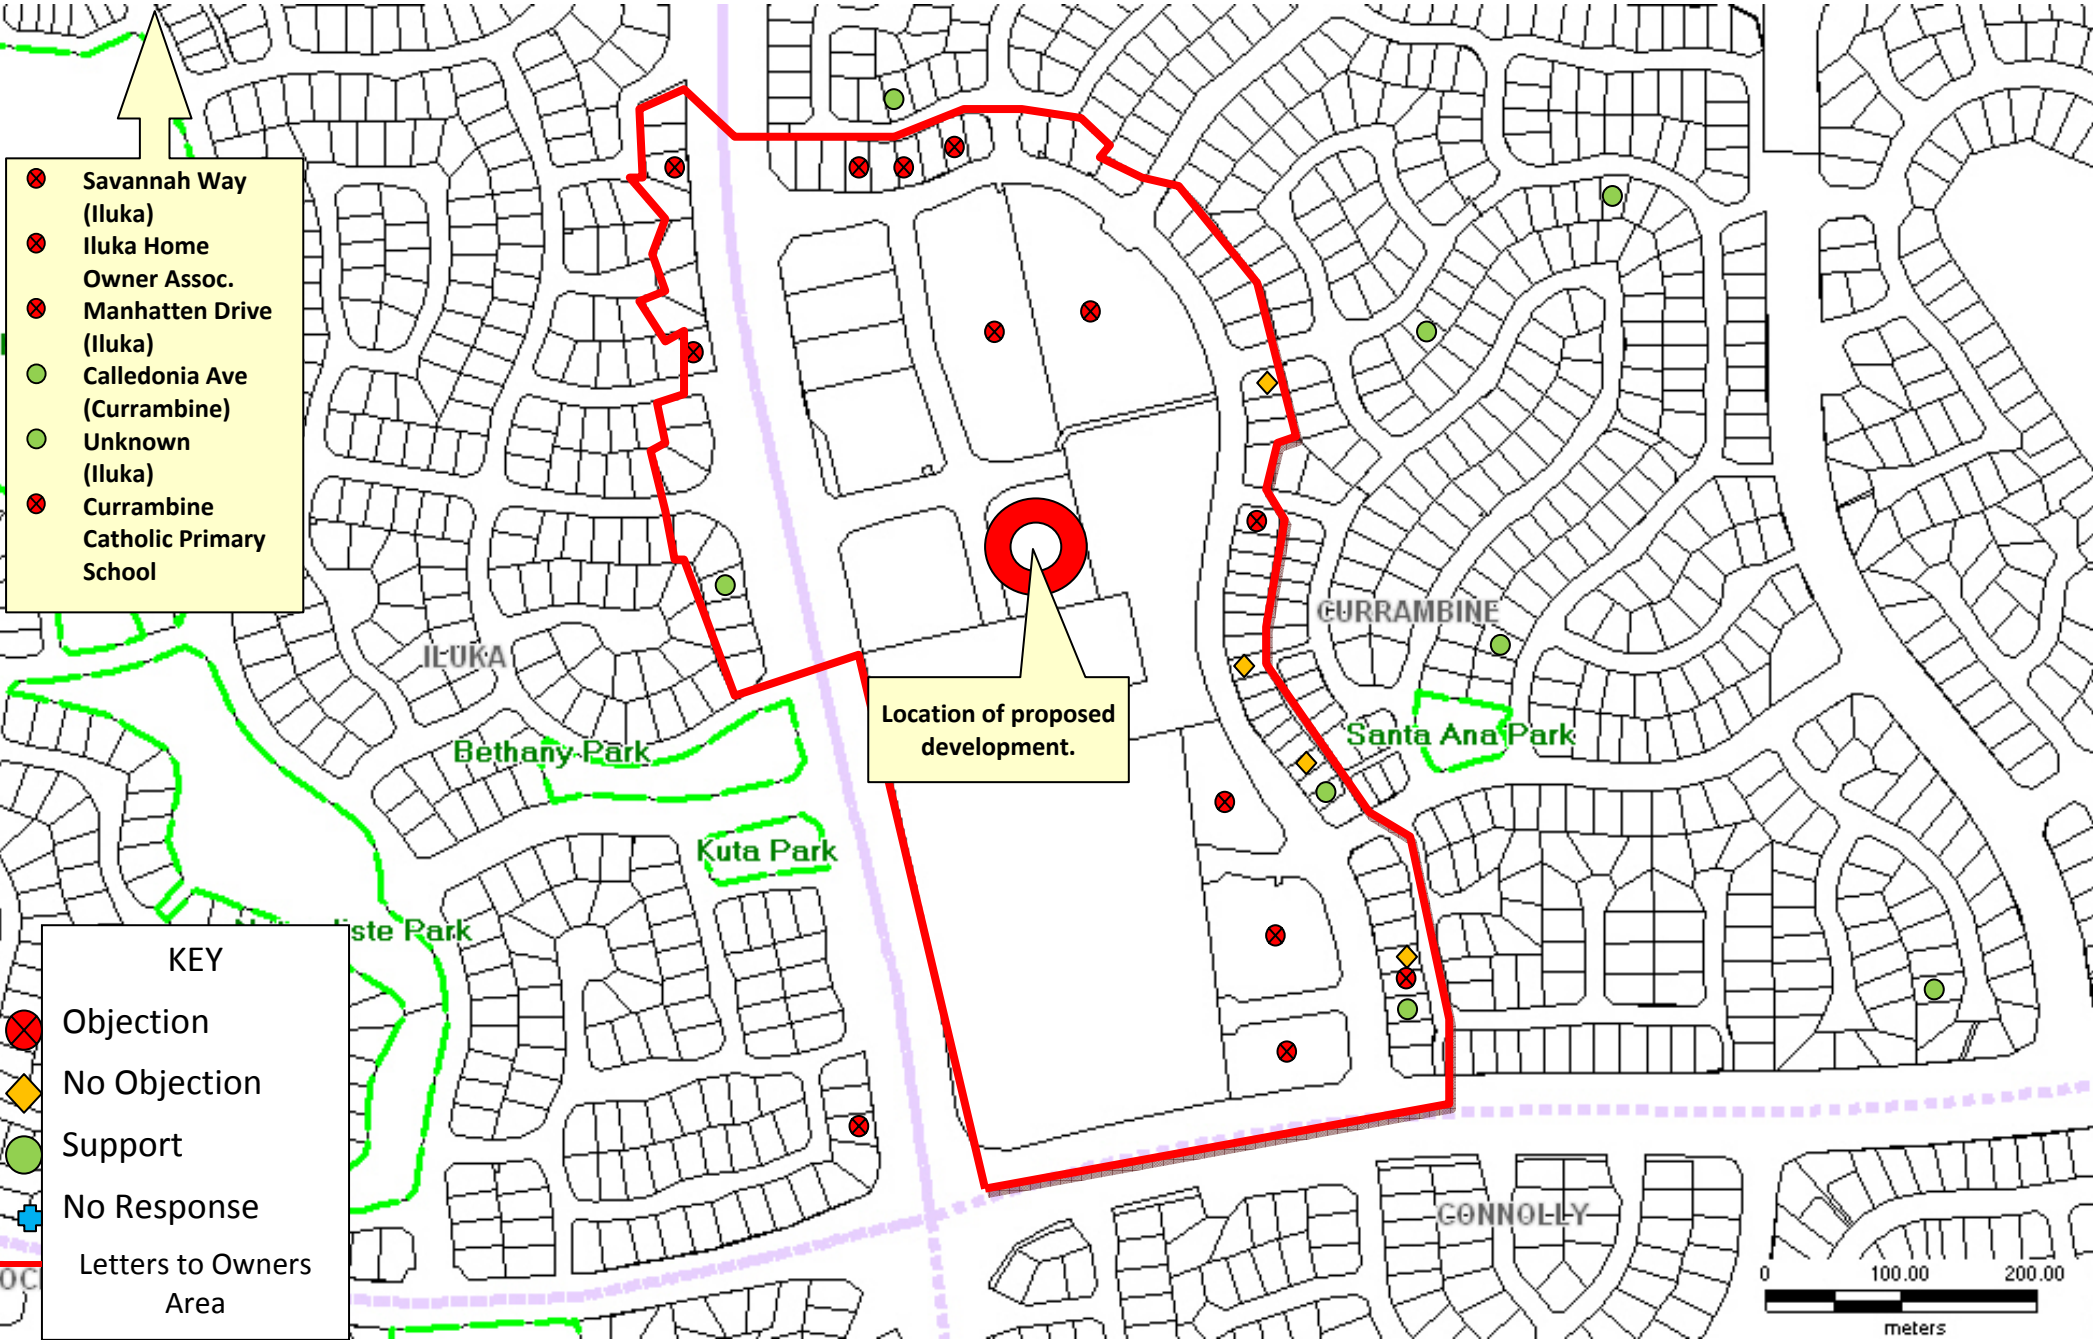 Savannah Way
(Iluka)
Iluka Home
Owner Assoc.
Manhatten Drive
(Iluka)
Calledonia Ave
(Currambine)
Unknown
(Iluka)
Currambine
Catholic Primary
School
ILUKA
CURRAMBINE
Location of proposed
development.
Santa Ana Park
Bethany Park
Kuta Park
Park
KEY
Objection
No Objection
Support
No Response
Letters to Owners
Area
CONNOLLY
0 100.00 200.00
meters